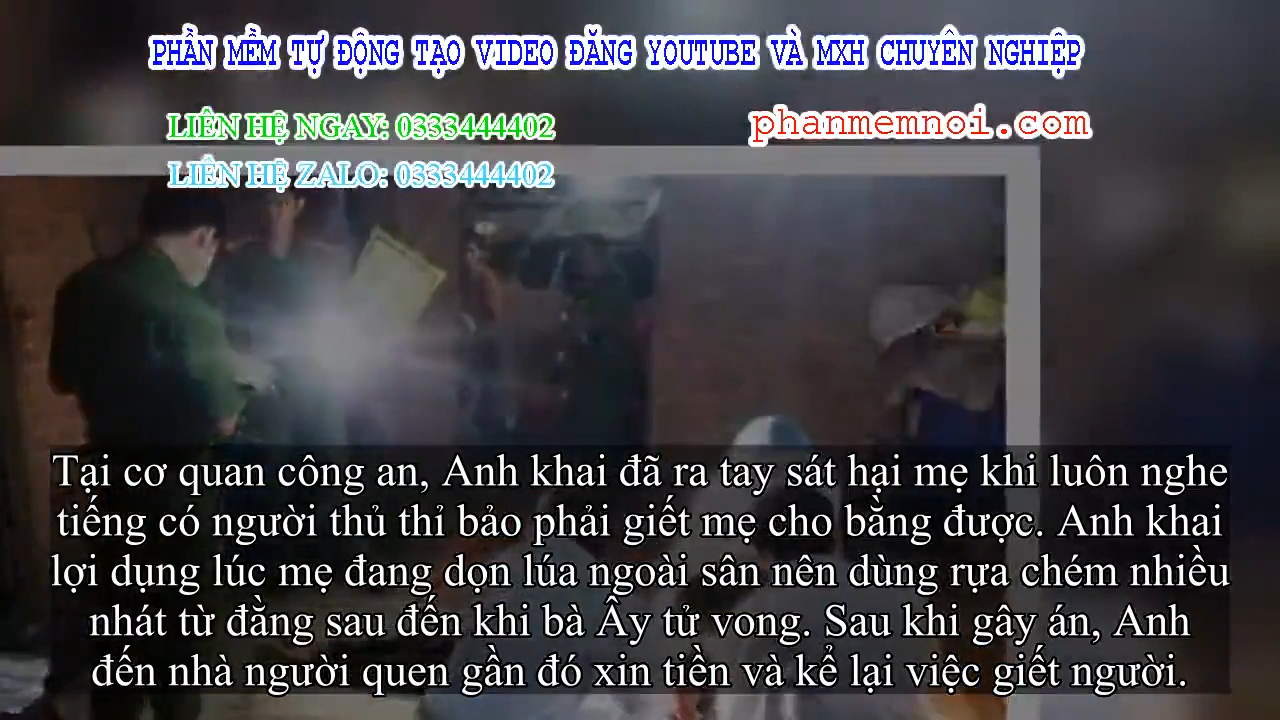 PHẦN MỀM TỰ ĐỘNG TẠO VIDEO ĐĂNG YOUTUBE VÀ MXH CHUYÊN NGHIỆP
LIÊN HỆ NGAY: 0333444402
phanmemnoi.com
LIÊN HỆ ZALO: 0333444402
Tại cơ quan công an, Anh khai đã ra tay sát hại mẹ khi luôn nghe
tiếng có người thủ thỉ bảo phải giết mẹ cho bằng được. Anh khai
lợi dụng lúc mẹ đang dọn lúa ngoài sân nên dùng rựa chém nhiều
nhát từ đằng sau đến khi bà Ây tử vong. Sau khi gây án, Anh
đến nhà người quen gần đó xin tiền và kể lại việc giết người.